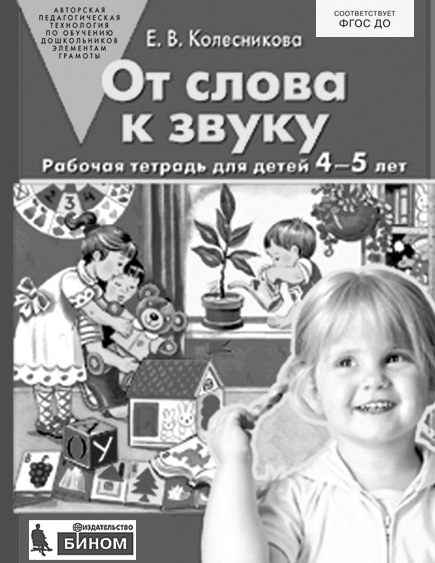 АВТОРСКАЯ
ПЕДАГОГИЧЕСКАЯ
ТЕХНОЛОГИЯ
ПО ОБУЧЕНИЮ
ДОШКОЛЬНИКОВ
ЭЛЕМЕНТАМ
ГРАМОТЫ
СООТВЕТСТВУЕТ
ФГОС ДО
Е. В. Колесникова
От слова
к звуку
Рабочая тетрадь для детей 4–5 лет
3
О
У
ИЗДАТЕЛЬСТВО
БИНОМ